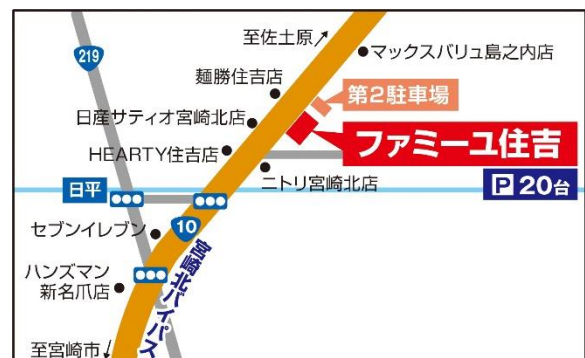 至佐土原
マックスバリュ島之内店
219
麺勝住吉店
第2駐車場
日産サティオ宮崎北店
ファミーユ住吉
HEARTY住吉店
ニトリ宮崎北店
日平
P 20台
セブンイレブン
10
宮崎北バイパス
ハンズマン
新名爪店
至宮崎市